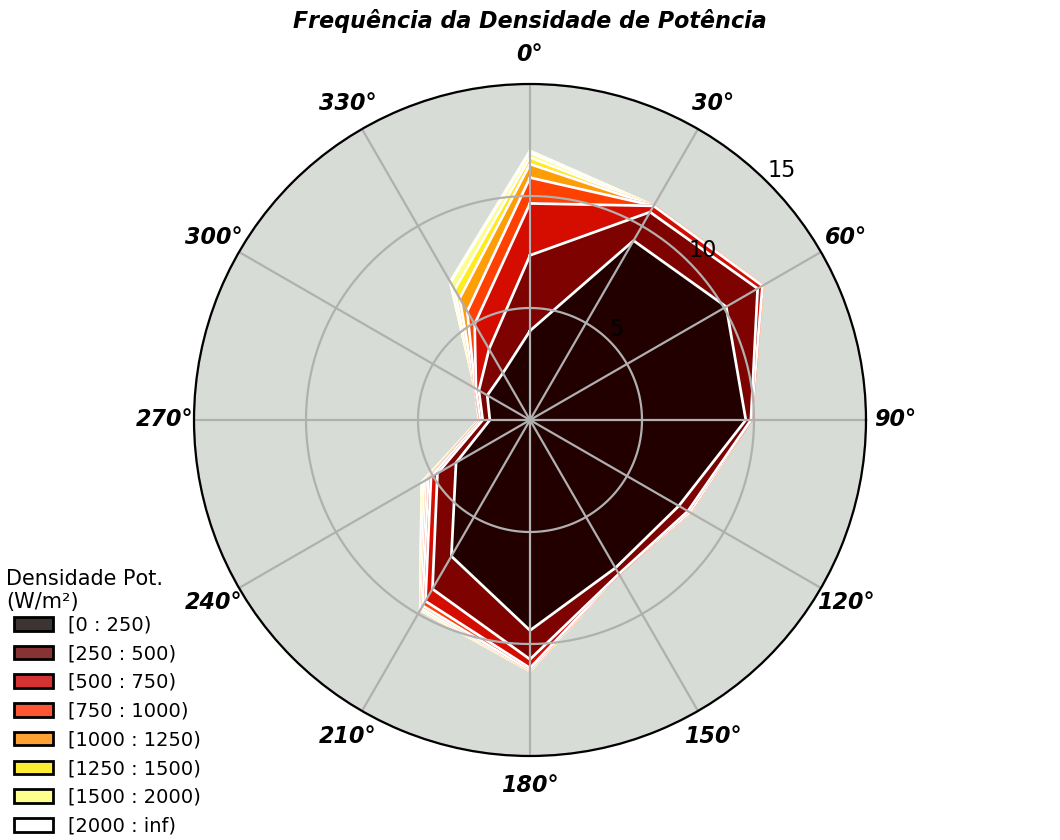 Frequência da Densidade de Potência
0°
330°
30°
15
300°
60°
10
5
270°
90°
240°
120°
210°
150°
180°
Densidade Pot.
(W/m²)
[0 : 250)
[250 : 500)
[500 : 750)
[750 : 1000)
[1000 : 1250)
[1250 : 1500)
[1500 : 2000)
[2000 : inf)